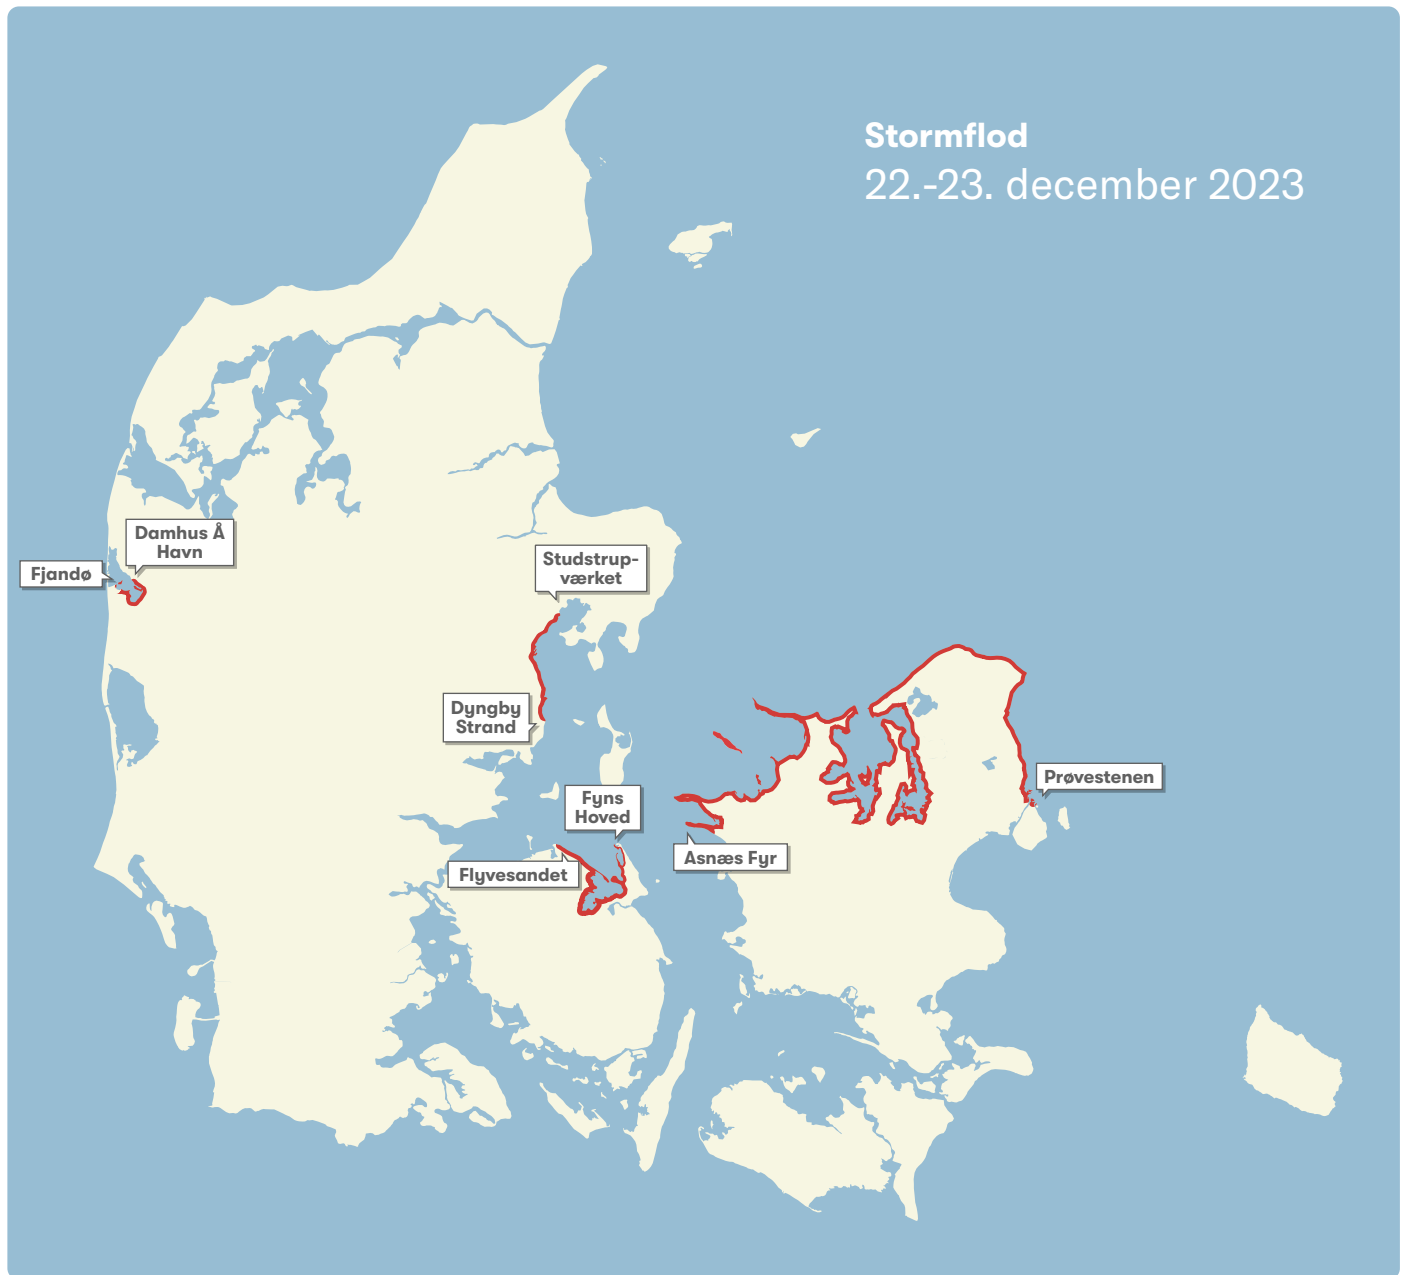 Stormflod
22.-23. december 2023
Damhus Å
Havn
Fjandø
Studstrup-
værket
Dyngby
Strand
Prøvestenen
Fyns
Hoved
Asnæs Fyr
Flyvesandet